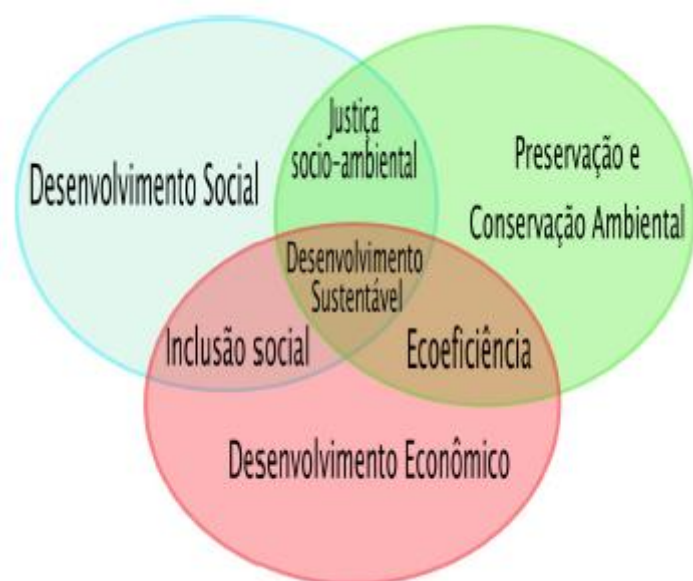 Justiça
socio-ambiental
Desenvolvimento Social
Preservação e
Conservação Ambiental
Desenvolvimento
Sustentável
Inclusão social
Ecoeficiência
Desenvolvimento Econômico